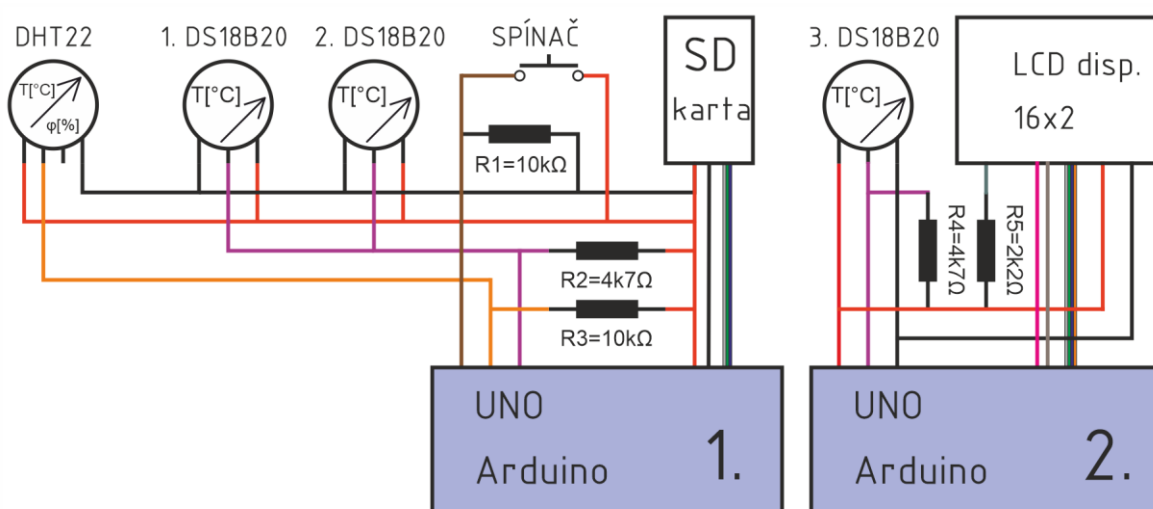 DHT22
T[°C]
φ[%]
1. DS18B20
T[°C]
2. DS18B20
T[°C]
SPÍNAČ
R1=10kΩ
SD
karta
R2=4k7Ω
R3=10kΩ
UNO
Arduino
1.
3. DS18B20
T[°C]
LCD disp.
16x2
R4=4k7Ω
R5=2k2Ω
UNO
Arduino
2.